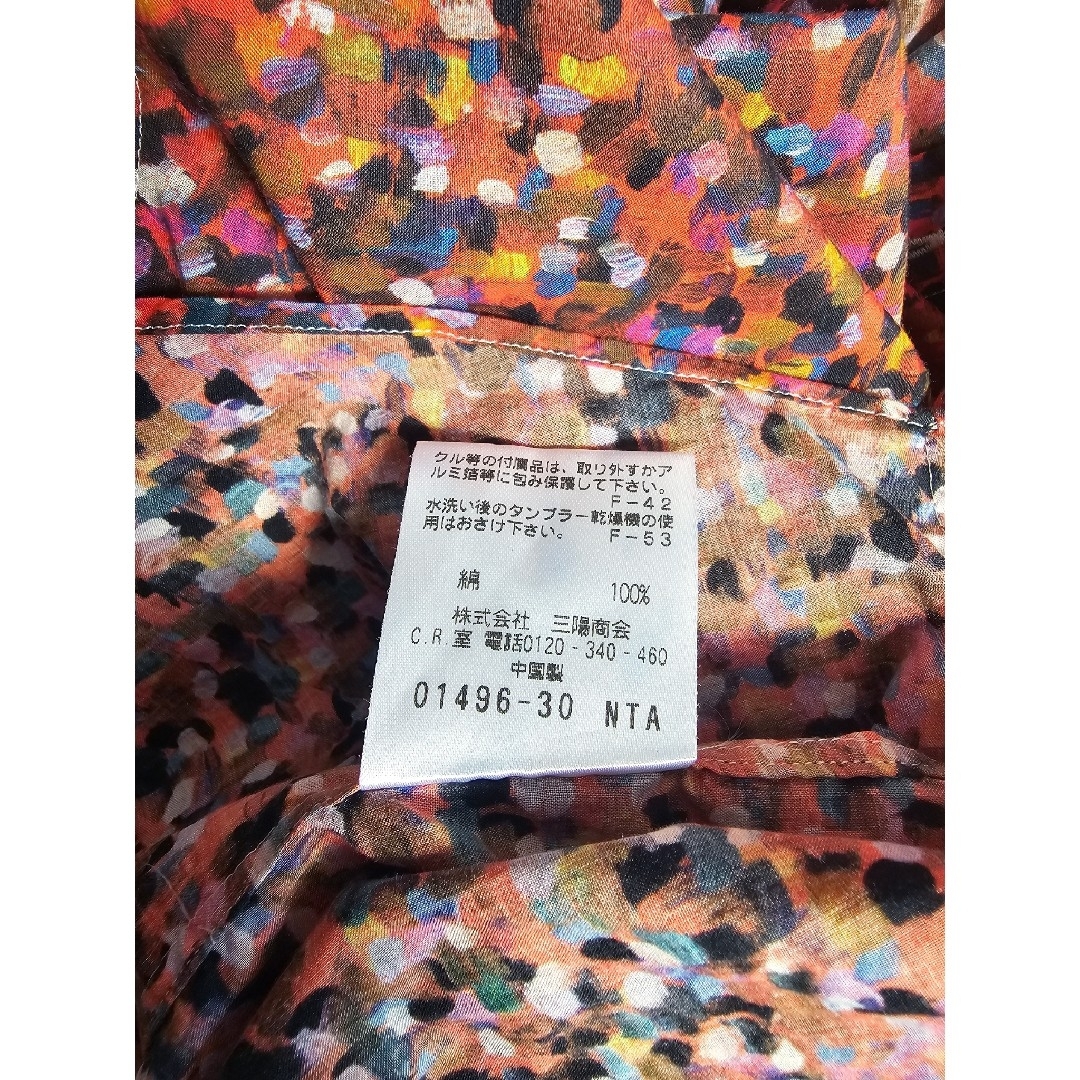 クル等の付属品は、取り外すかア
ルミ箔等に包み保護して下さい。
F-42
水洗い後のタンブラー乾燥機の使
用はおさけ下さい。 F-53
綿 100%
株式会社 三陽商会
C.R.室 電話0120-340-460
中国製
01496-30 NTA